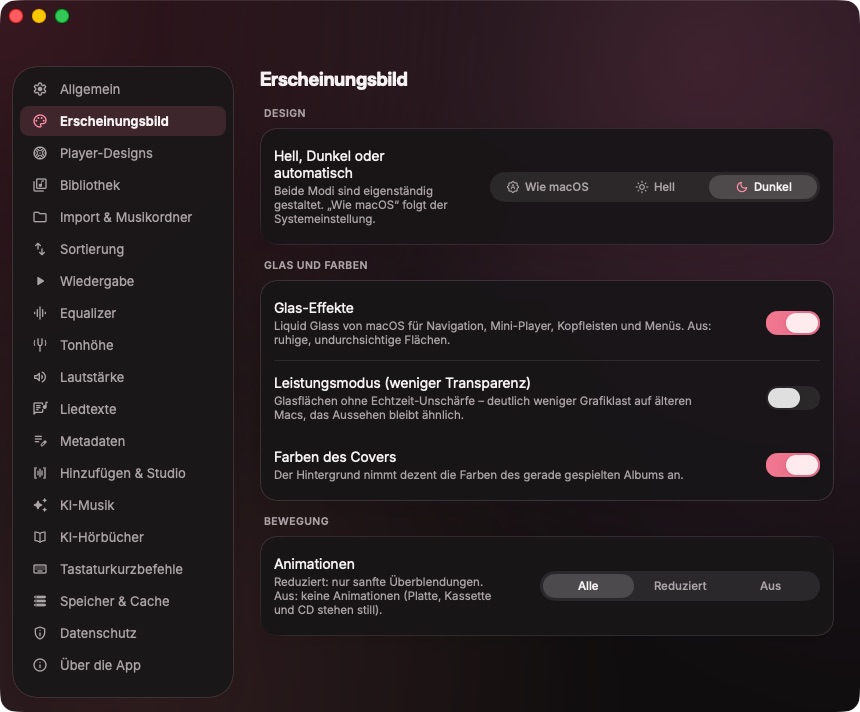 Allgemein
Erscheinungsbild
Player-Designs
Bibliothek
Import & Musikordner
Sortierung
Wiedergabe
Equalizer
Tonhöhe
Lautstärke
Liedtexte
Metadaten
Hinzufügen & Studio
KI-Musik
KI-Hörbücher
Tastaturkurzbefehle
Speicher & Cache
Datenschutz
Über die App
Erscheinungsbild
DESIGN
Hell, Dunkel oder
automatisch
Beide Modi sind eigenständig
gestaltet. „Wie macOS“ folgt der
Systemeinstellung.
Wie macOS
Hell
Dunkel
GLAS UND FARBEN
Glas-Effekte
Liquid Glass von macOS für Navigation, Mini-Player, Kopfleisten und Menüs. Aus:
ruhige, undurchsichtige Flächen.
Leistungsmodus (weniger Transparenz)
Glasflächen ohne Echtzeit-Unschärfe – deutlich weniger Grafiklast auf älteren
Macs, das Aussehen bleibt ähnlich.
Farben des Covers
Der Hintergrund nimmt dezent die Farben des gerade gespielten Albums an.
BEWEGUNG
Animationen
Reduziert: nur sanfte Überblendungen.
Aus: keine Animationen (Platte, Kassette
und CD stehen still).
Alle
Reduziert
Aus